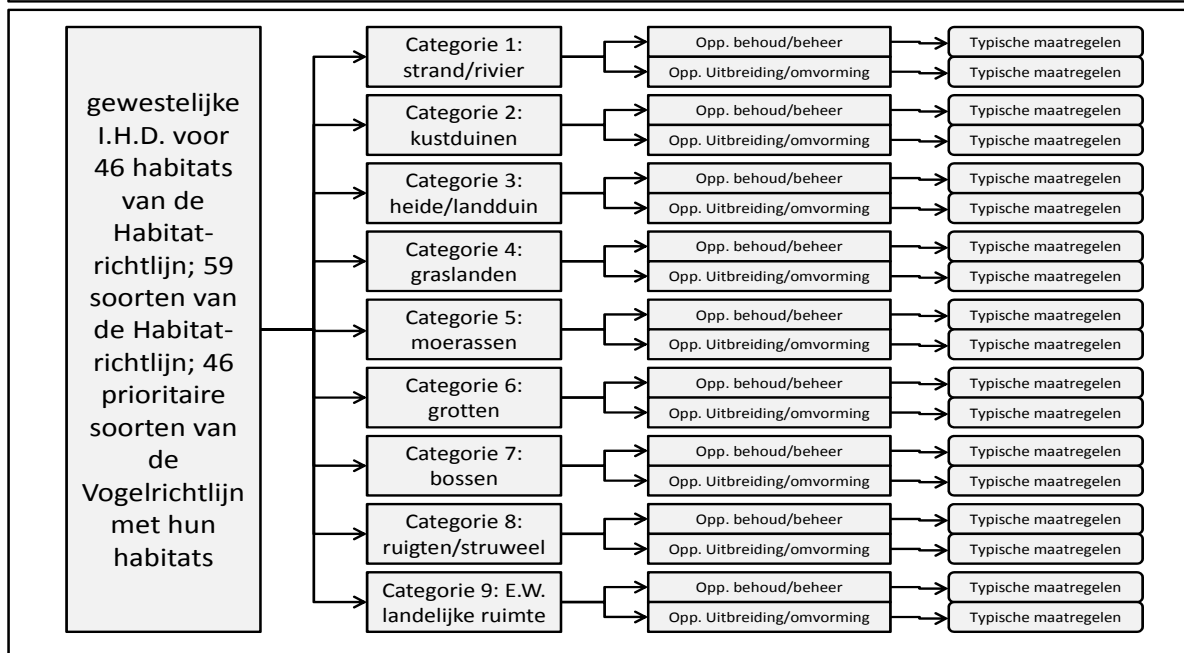 gewestelijke
I.H.D. voor
46 habitats
van de
Habitat-
richtlijn; 59
soorten van
de Habitat-
richtlijn; 46
prioritaire
soorten van
de
Vogelrichtlijn
met hun
habitats
Categorie 1:
strand/rivier
Opp. behoud/beheer
Typische maatregelen
Opp. Uitbreiding/omvorming
Typische maatregelen
Categorie 2:
kustduinen
Opp. behoud/beheer
Typische maatregelen
Opp. Uitbreiding/omvorming
Typische maatregelen
Categorie 3:
heide/landduin
Opp. behoud/beheer
Typische maatregelen
Opp. Uitbreiding/omvorming
Typische maatregelen
Categorie 4:
graslanden
Opp. behoud/beheer
Typische maatregelen
Opp. Uitbreiding/omvorming
Typische maatregelen
Categorie 5:
moerassen
Opp. behoud/beheer
Typische maatregelen
Opp. Uitbreiding/omvorming
Typische maatregelen
Categorie 6:
grotten
Opp. behoud/beheer
Typische maatregelen
Opp. Uitbreiding/omvorming
Typische maatregelen
Categorie 7:
bossen
Opp. behoud/beheer
Typische maatregelen
Opp. Uitbreiding/omvorming
Typische maatregelen
Categorie 8:
ruigten/struweel
Opp. behoud/beheer
Typische maatregelen
Opp. Uitbreiding/omvorming
Typische maatregelen
Categorie 9: E.W.
landelijke ruimte
Opp. behoud/beheer
Typische maatregelen
Opp. Uitbreiding/omvorming
Typische maatregelen